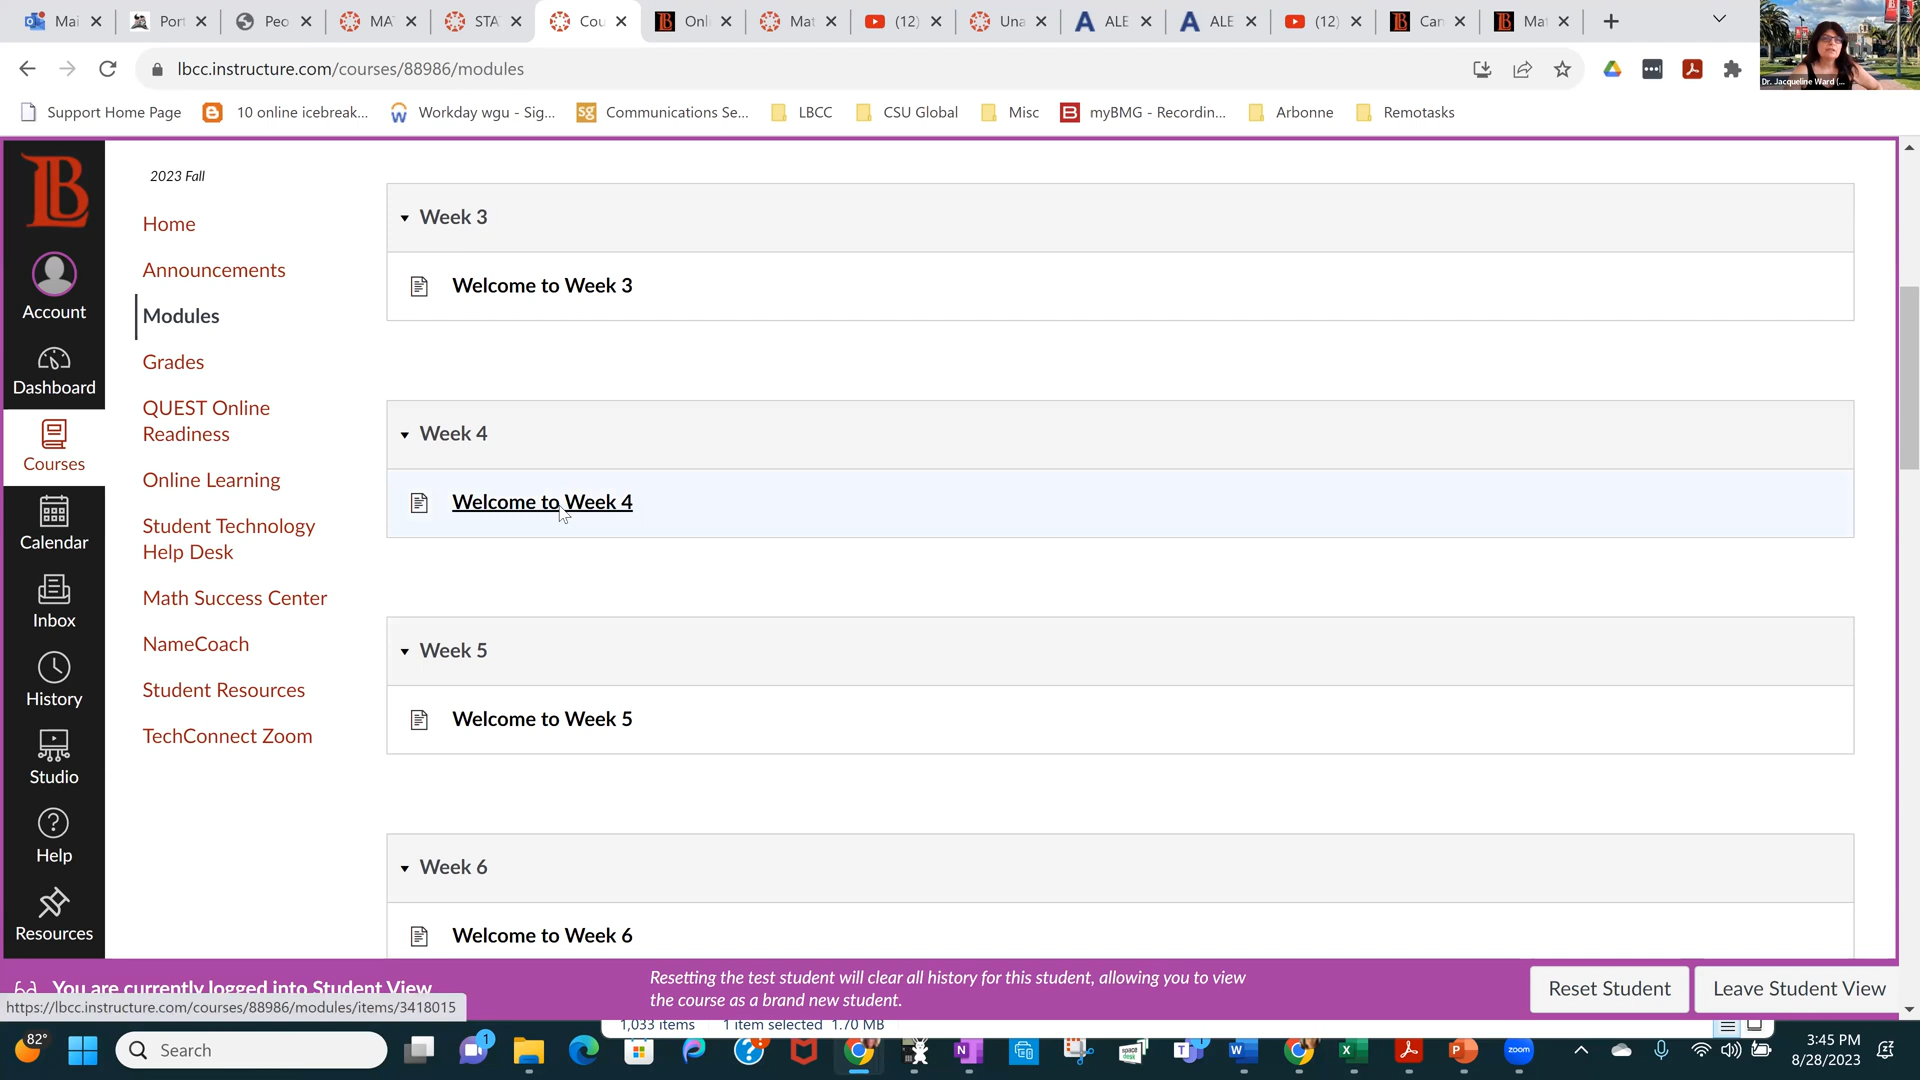 Mai
Port
Peo
MA
STA
Cou
Onli
Mat
(12)
Una
ALE
ALE
(12)
Can
Mat
lbcc.instructure.com/courses/88986/modules
Dr. Jacqueline Ward (...
Support Home Page
10 online icebreak...
Workday wgu - Sig...
Communications Se...
LBCC
CSU Global
Misc
myBMG - Recordin...
Arbonne
Remotasks
LB
Account
Dashboard
Courses
Calendar
Inbox
History
Studio
Help
Resources
2023 Fall
Home
Announcements
Modules
Grades
QUEST Online
Readiness
Online Learning
Student Technology
Help Desk
Math Success Center
NameCoach
Student Resources
TechConnect Zoom
Week 3
Welcome to Week 3
Week 4
Welcome to Week 4
Week 5
Welcome to Week 5
Week 6
Welcome to Week 6
You are currently logged into Student View
https://lbcc.instructure.com/courses/88986/modules/items/3418015
Resetting the test student will clear all history for this student, allowing you to view
the course as a brand new student.
Reset Student
Leave Student View
1,033 items 1 item selected 1.70 MB
82°
Search
1
zoom
3:45 PM
8/28/2023